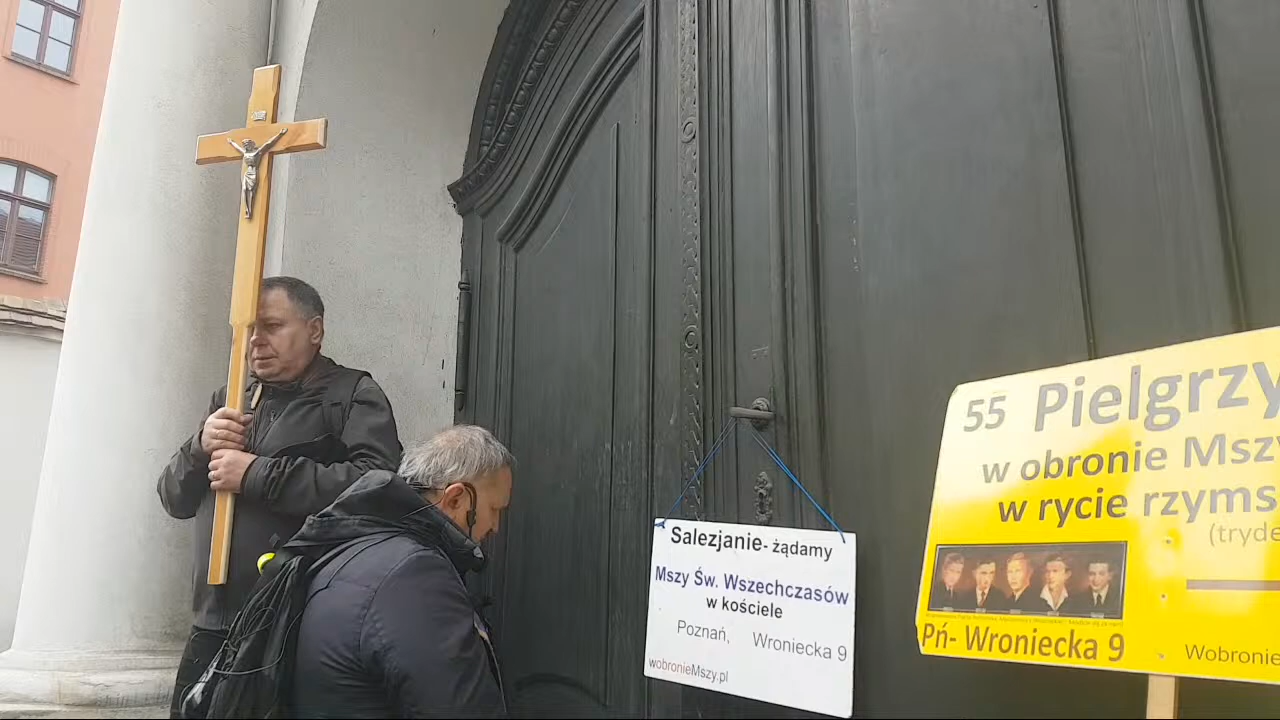 Salezjanie- żądamy
Mszy Św. Wszechczasów
w kościele
Poznań, Wroniecka 9
wobronieMszy.pl
55 Pielgrzy
w obronie Mszy
w rycie rzyms
(tryde
Pń- Wroniecka 9
Wobronie